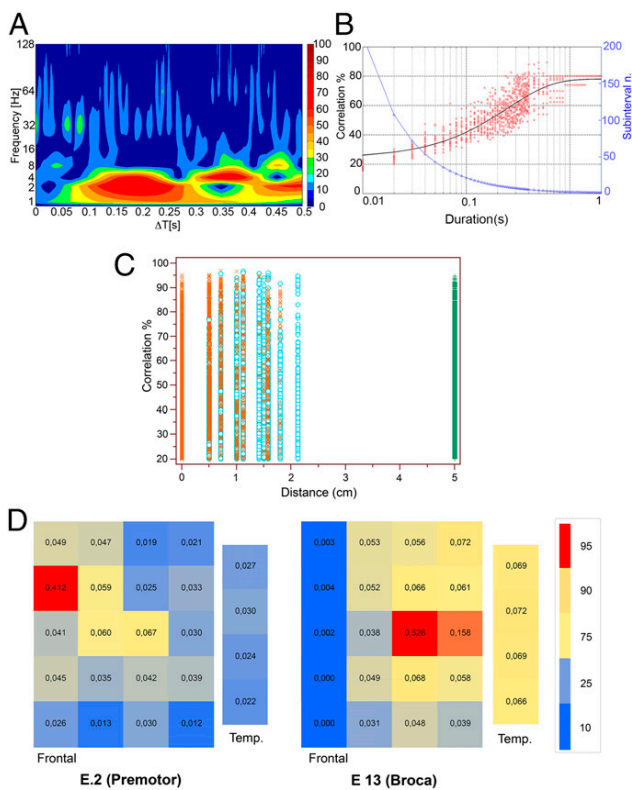 A
128
64
32
16
8
4
2
1
Frequency [Hz]
0 0.05 0.1 0.15 0.2 0.25 0.3 0.35 0.4 0.45 0.5
ΔT[s]
100
90
80
70
60
50
40
30
20
10
0
B
100
80
60
40
20
0
Correlation %
0.01 0.1 1
Duration(s)
200
150
100
50
0
Subinterval n.
C
100
90
80
70
60
50
40
30
20
Correlation %
0 1 2 3 4 5
Distance (cm)
D
0,049 0,047 0,019 0,021
0,412 0,059 0,025 0,033
0,041 0,060 0,067 0,030
0,045 0,035 0,042 0,039
0,026 0,013 0,030 0,012
0,027
0,030
0,024
0,022
Temp.
Frontal
E.2 (Premotor)
0,003 0,053 0,056 0,072
0,004 0,052 0,066 0,061
0,002 0,038 0,526 0,158
0,000 0,049 0,068 0,058
0,000 0,031 0,048 0,039
0,069
0,072
0,069
0,066
Temp.
Frontal
E 13 (Broca)
95
90
75
25
10